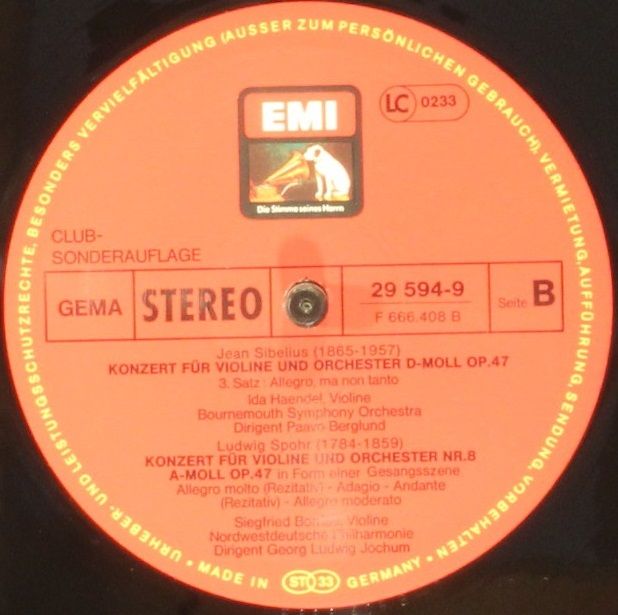 URHEBER- UND LEISTUNGSSCHUTZRECHTE, BESONDERS VERVIELFÄLTIGUNG (AUSSER ZUM PERSÖNLICHEN GEBRAUCH), VERMIETUNG, AUFFÜHRUNG, SENDUNG, VORBEHALTEN •
EMI
Die Stimme seines Herrn
LC 0233
CLUB-
SONDERAUFLAGE
GEMA STEREO 29 594-9 Seite B
F 666.408 B
Jean Sibelius (1865-1957)
KONZERT FÜR VIOLINE UND ORCHESTER D-MOLL OP.47
3. Satz: Allegro, ma non tanto
Ida Haendel, Violine
Bournemouth Symphony Orchestra
Dirigent Paavo Berglund
Ludwig Spohr (1784-1859)
KONZERT FÜR VIOLINE UND ORCHESTER NR.8
A-MOLL OP.47 in Form einer Gesangsszene
Allegro molto (Rezitativ) - Adagio - Andante
(Rezitativ) - Allegro moderato
Siegfried Violine
Nordwestdeutsche Philharmonie
Dirigent Georg Ludwig Jochum
• MADE IN ST 33 GERMANY •